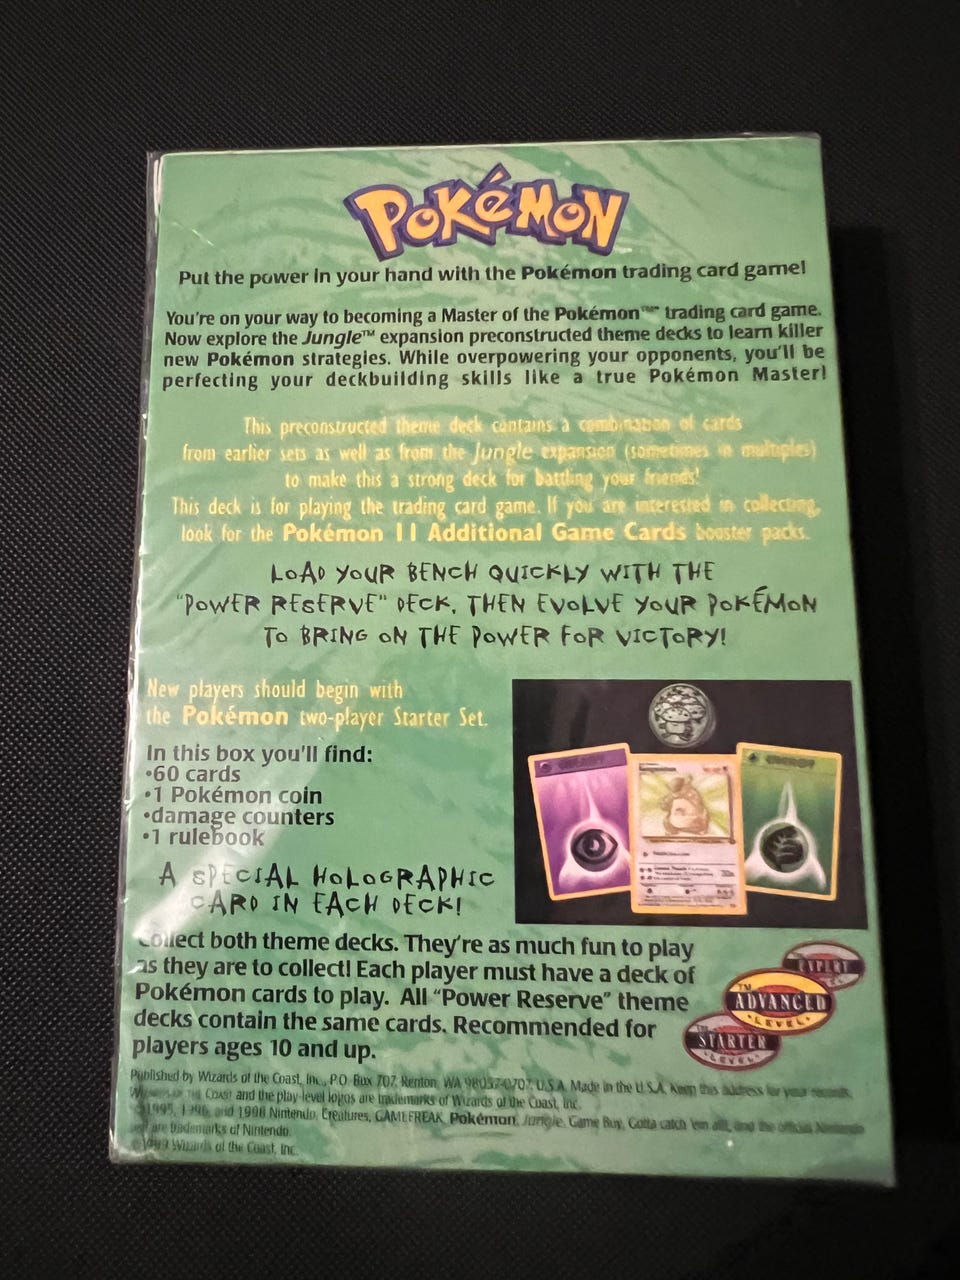 POKéMON
Put the power in your hand with the Pokémon trading card game!
You're on your way to becoming a Master of the Pokémon™ trading card game.
Now explore the Jungle™ expansion preconstructed theme decks to learn killer
new Pokémon strategies. While overpowering your opponents, you'll be
perfecting your deckbuilding skills like a true Pokémon Master!
This preconstructed theme deck contains a combination of cards
from earlier sets as well as from the Jungle expansion (sometimes in multiples)
to make this a strong deck for battling your friends!
This deck is for playing the trading card game. If you are interested in collecting,
look for the Pokémon 11 Additional Game Cards booster packs.
LOAD YOUR BENCH QUICKLY WITH THE
"POWER RESERVE" DECK, THEN EVOLVE YOUR POKÉMON
TO BRING ON THE POWER FOR VICTORY!
New players should begin with
the Pokémon two-player Starter Set.
In this box you'll find:
•60 cards
•1 Pokémon coin
•damage counters
•1 rulebook
A SPECIAL HOLOGRAPHIC
CARD IN EACH DECK!
ENERGY
ENERGY
Collect both theme decks. They're as much fun to play
as they are to collect! Each player must have a deck of
Pokémon cards to play. All "Power Reserve" theme
decks contain the same cards. Recommended for
players ages 10 and up.
EXPERT
TM
ADVANCED
•LEVEL•
STARTER
•LEVEL•
Published by Wizards of the Coast, Inc., P.O. Box 707, Renton, WA 98057-0707, U.S.A. Made in the U.S.A. Keep this address for your records.
Wizards of the Coast and the play-level logos are trademarks of Wizards of the Coast, Inc.
©1995, 1996, and 1998 Nintendo, Creatures, GAMEFREAK. Pokémon, Jungle, Game Boy, Gotta catch 'em all!, and the official Nintendo
are trademarks of Nintendo.
©1999 Wizards of the Coast, Inc.